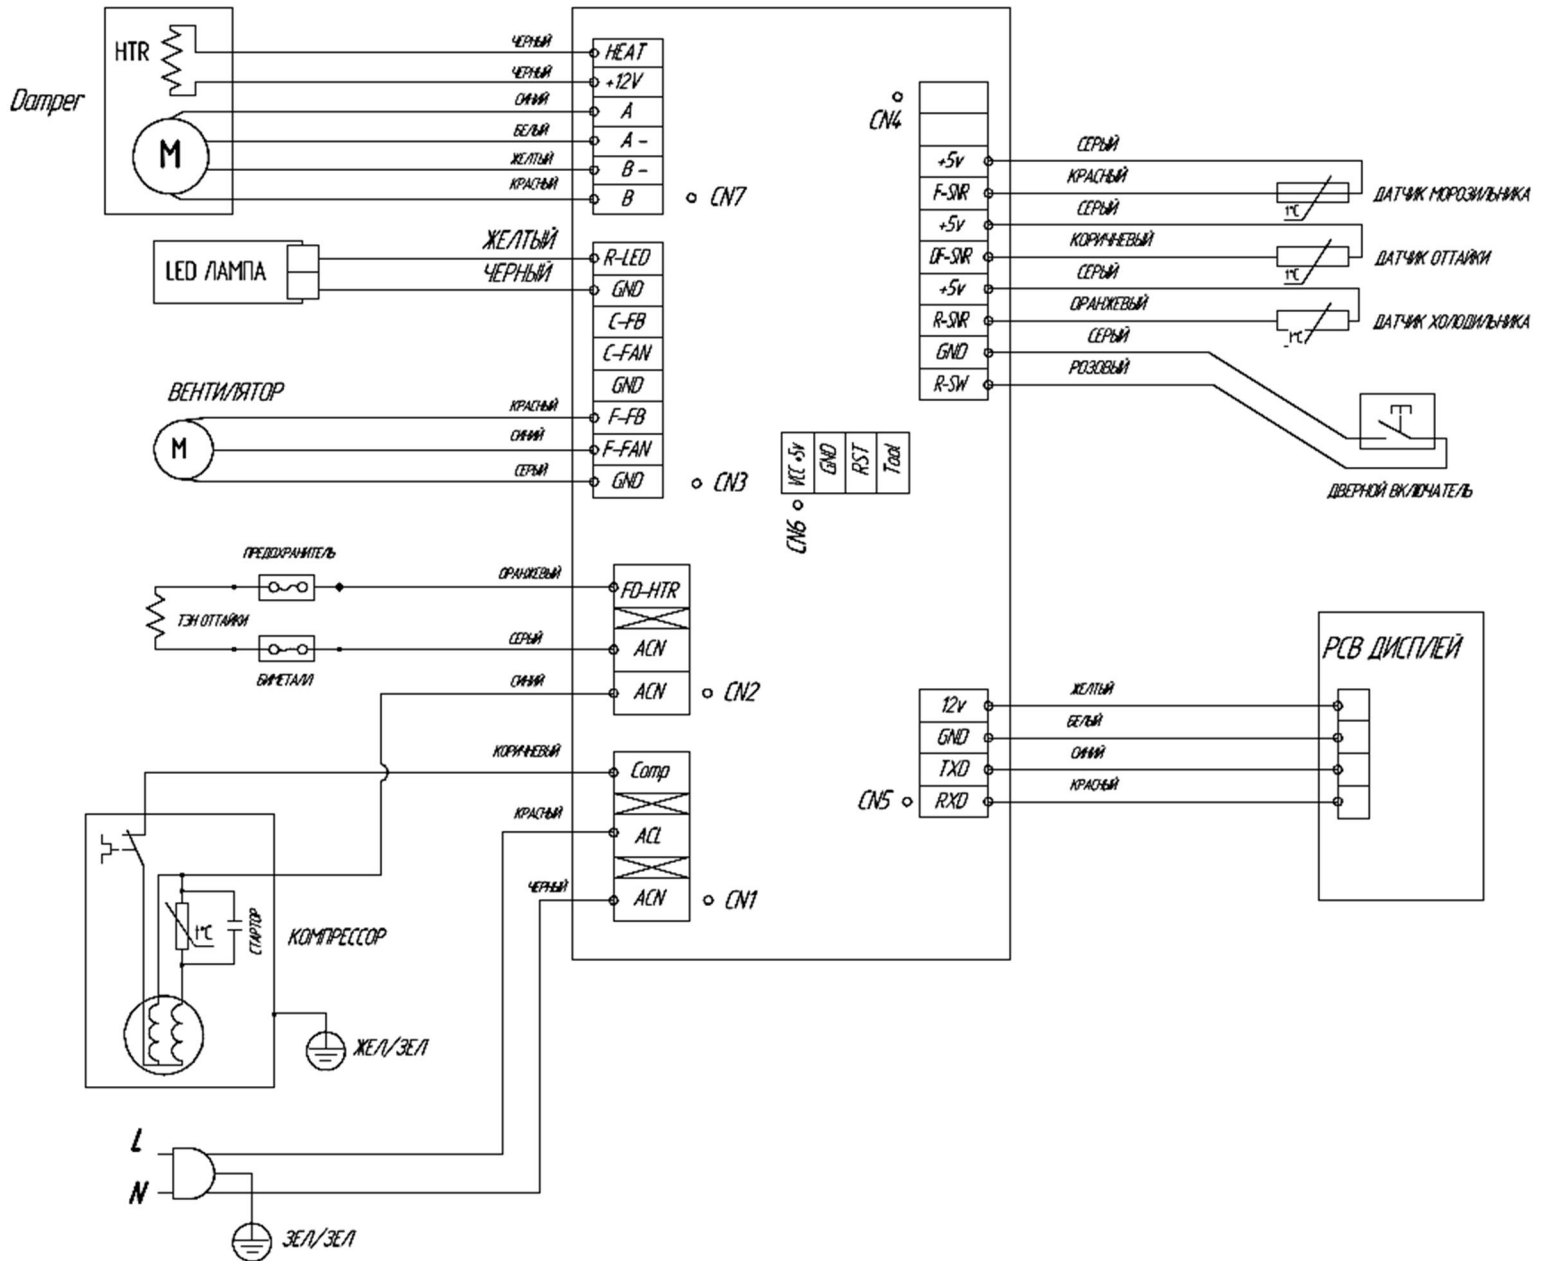 Damper
HTR
M
ЧЕРНЫЙ
ЧЕРНЫЙ
СИНИЙ
БЕЛЫЙ
ЖЕЛТЫЙ
КРАСНЫЙ
HEAT
+12V
A
A -
B -
B
CN7
LED ЛАМПА
ЖЕЛТЫЙ
ЧЕРНЫЙ
R-LED
GND
C-FB
C-FAN
GND
F-FB
F-FAN
GND
CN3
ВЕНТИЛЯТОР
M
КРАСНЫЙ
СИНИЙ
СЕРЫЙ
CN4
+5v
F-SNR
+5v
DF-SNR
+5v
R-SNR
GND
R-SW
СЕРЫЙ
КРАСНЫЙ
СЕРЫЙ
КОРИЧНЕВЫЙ
СЕРЫЙ
ОРАНЖЕВЫЙ
СЕРЫЙ
РОЗОВЫЙ
t°C
ДАТЧИК МОРОЗИЛЬНИКА
t°C
ДАТЧИК ОТТАЙКИ
t°C
ДАТЧИК ХОЛОДИЛЬНИКА
ДВЕРНОЙ ВКЛЮЧАТЕЛЬ
VCC +5v
GND
RST
Tool
CN6
ПРЕДОХРАНИТЕЛЬ
ТЭН ОТТАЙКИ
БИМЕТАЛЛ
ОРАНЖЕВЫЙ
СЕРЫЙ
СИНИЙ
FD-HTR
ACN
ACN
CN2
КОРИЧНЕВЫЙ
КРАСНЫЙ
ЧЕРНЫЙ
Comp
ACL
ACN
CN1
12v
GND
TXD
RXD
CN5
ЖЕЛТЫЙ
БЕЛЫЙ
СИНИЙ
КРАСНЫЙ
PCB ДИСПЛЕЙ
t°C
СТАРТОР
КОМПРЕССОР
ЖЕЛ/ЗЕЛ
L
N
ЗЕЛ/ЗЕЛ